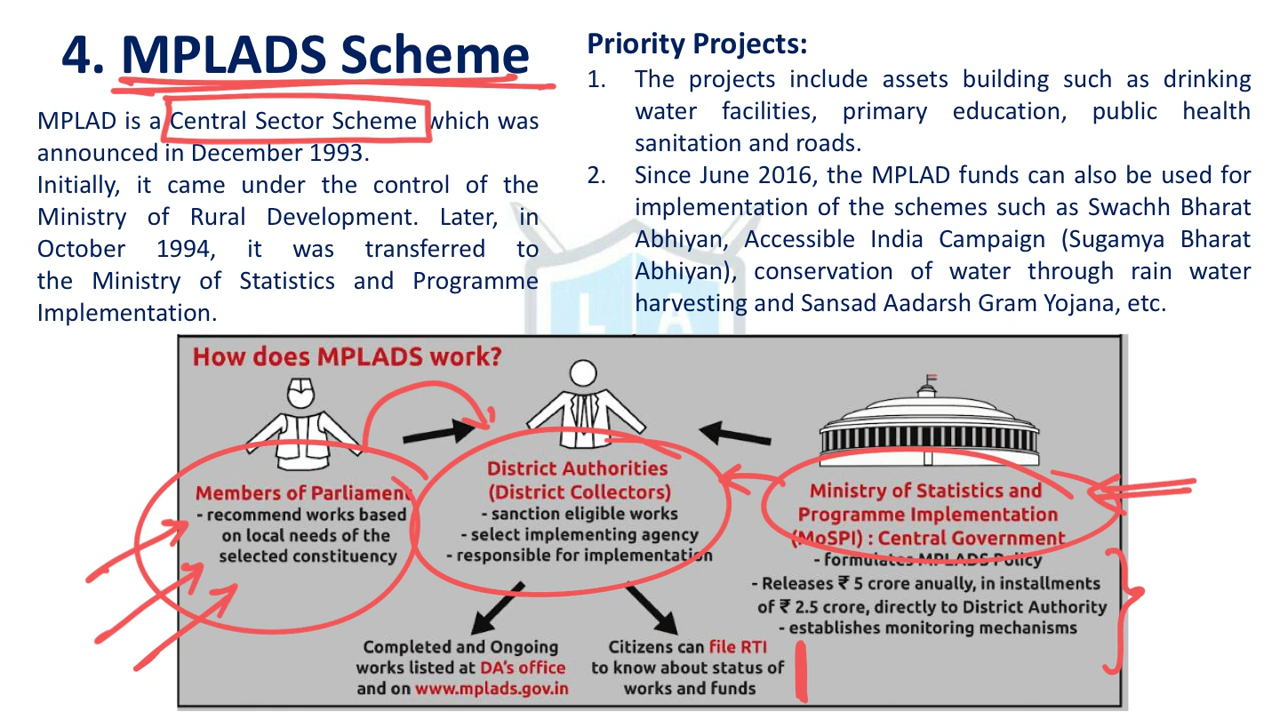 4. MPLADS Scheme
MPLAD is a Central Sector Scheme which was
announced in December 1993.
Initially, it came under the control of the
Ministry of Rural Development. Later, in
October 1994, it was transferred to
the Ministry of Statistics and Programme
Implementation.
Priority Projects:
1. The projects include assets building such as drinking
water facilities, primary education, public health
sanitation and roads.
2. Since June 2016, the MPLAD funds can also be used for
implementation of the schemes such as Swachh Bharat
Abhiyan, Accessible India Campaign (Sugamya Bharat
Abhiyan), conservation of water through rain water
harvesting and Sansad Aadarsh Gram Yojana, etc.
L A
How does MPLADS work?
Members of Parliament
- recommend works based
on local needs of the
selected constituency
District Authorities
(District Collectors)
- sanction eligible works
- select implementing agency
- responsible for implementation
Ministry of Statistics and
Programme Implementation
(MoSPI) : Central Government
- formulates MPLADS Policy
- Releases ₹ 5 crore anually, in installments
of ₹ 2.5 crore, directly to District Authority
- establishes monitoring mechanisms
Completed and Ongoing
works listed at DA's office
and on www.mplads.gov.in
Citizens can file RTI
to know about status of
works and funds